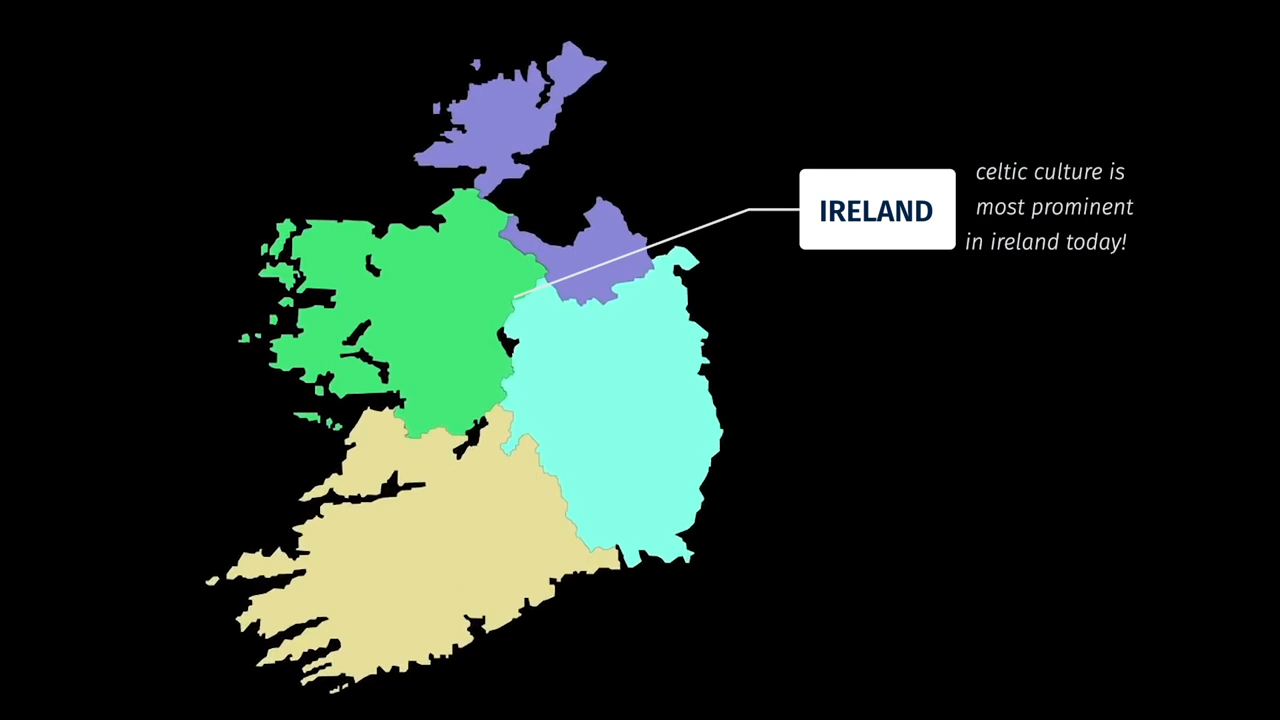 IRELAND
celtic culture is
most prominent
in ireland today!